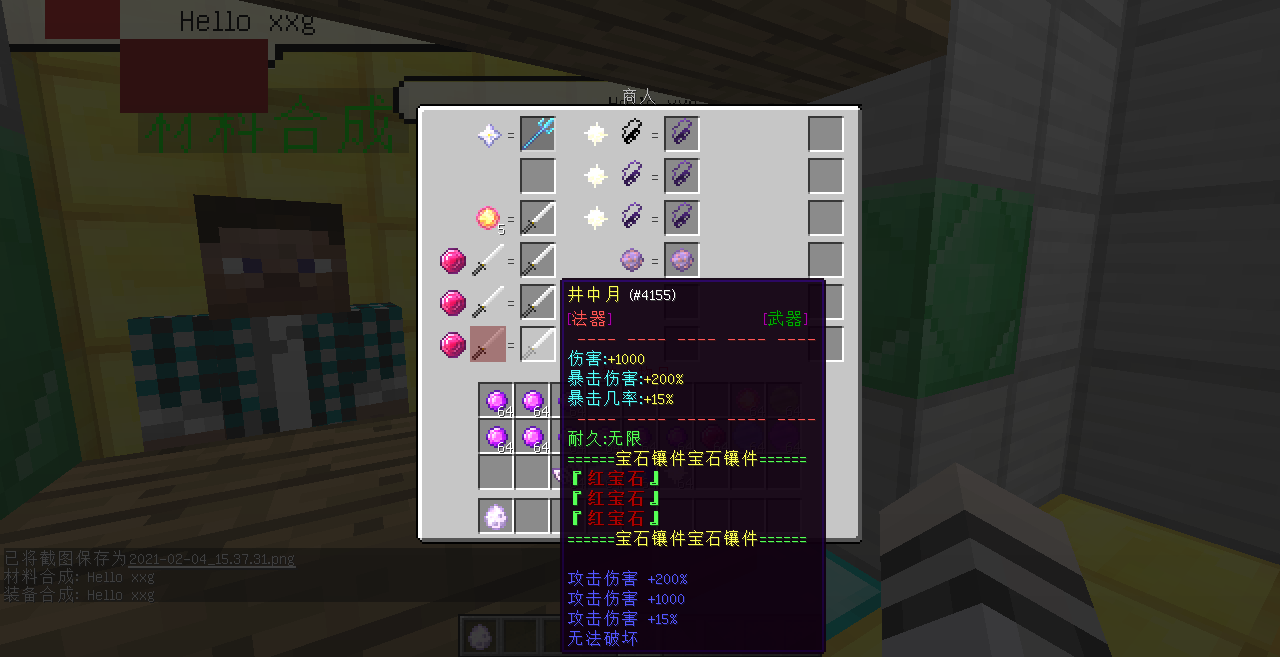 Hello xxg
材料合成
商人
5
井中月 (#4155)
[法器] [武器]
---- ---- ---- ---- ----
伤害:+1000
暴击伤害:+200%
暴击几率:+15%
---- ---- ---- ---- ----
耐久:无限
======宝石镶件宝石镶件======
『红宝石』
『红宝石』
『红宝石』
======宝石镶件宝石镶件======
攻击伤害 +200%
攻击伤害 +1000
攻击伤害 +15%
无法破坏
64 64
64 64
已将截图保存为2021-02-04_15.37.31.png
材料合成: Hello xxg
装备合成: Hello xxg